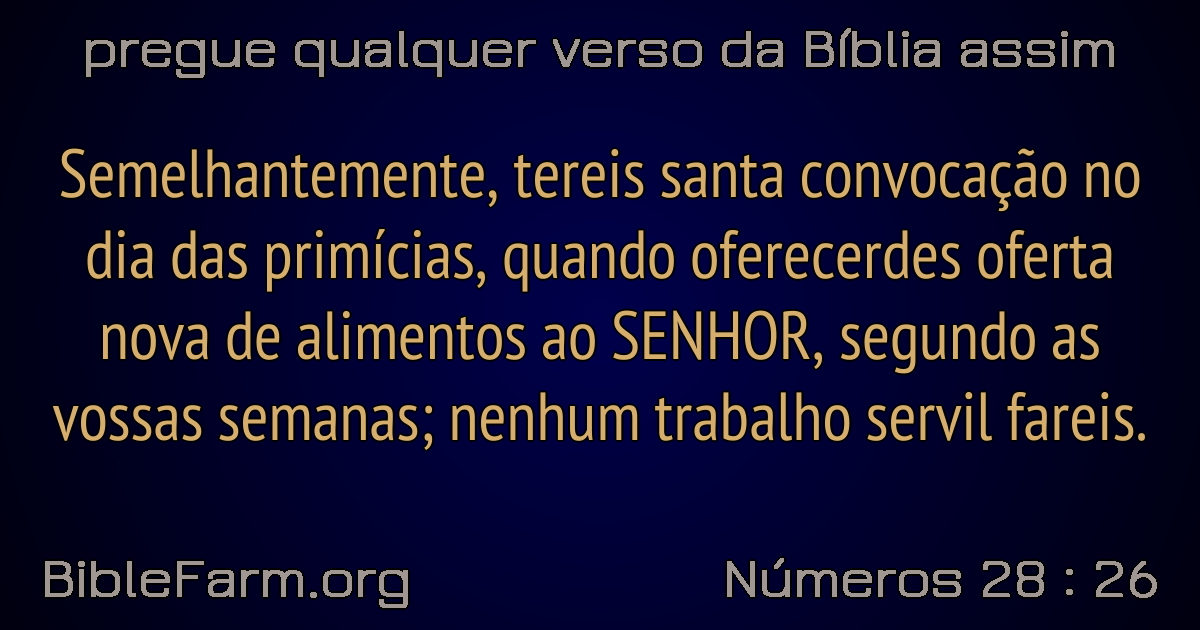 pregue qualquer verso da Bíblia assim
Semelhantemente, tereis santa convocação no
dia das primícias, quando oferecerdes oferta
nova de alimentos ao SENHOR, segundo as
vossas semanas; nenhum trabalho servil fareis.
BibleFarm.org
Números 28 : 26